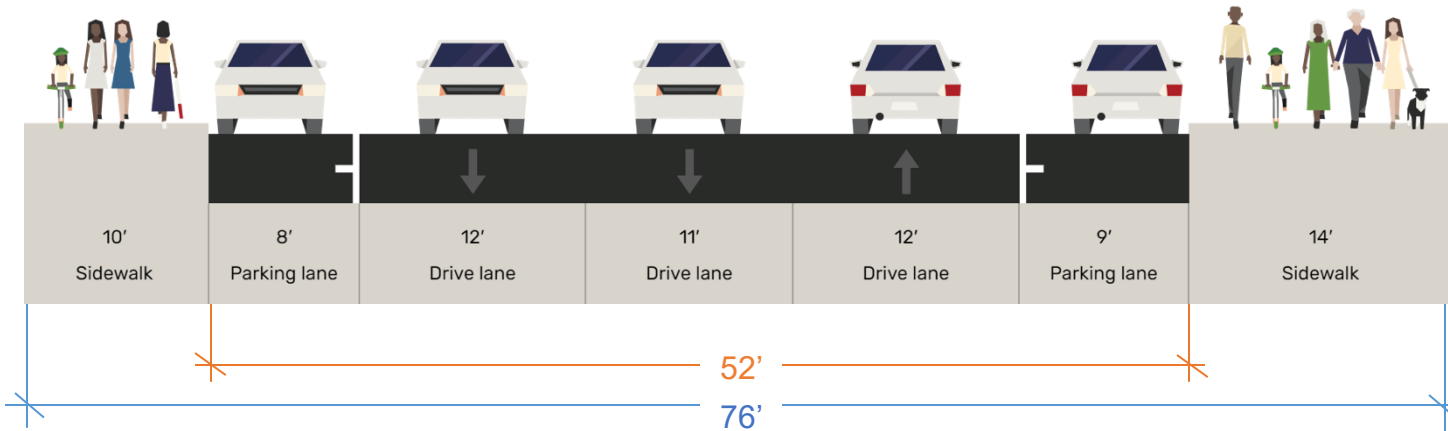 10’
Sidewalk
8’
Parking lane
12’
Drive lane
11’
Drive lane
12’
Drive lane
9’
Parking lane
14’
Sidewalk
52’
76’